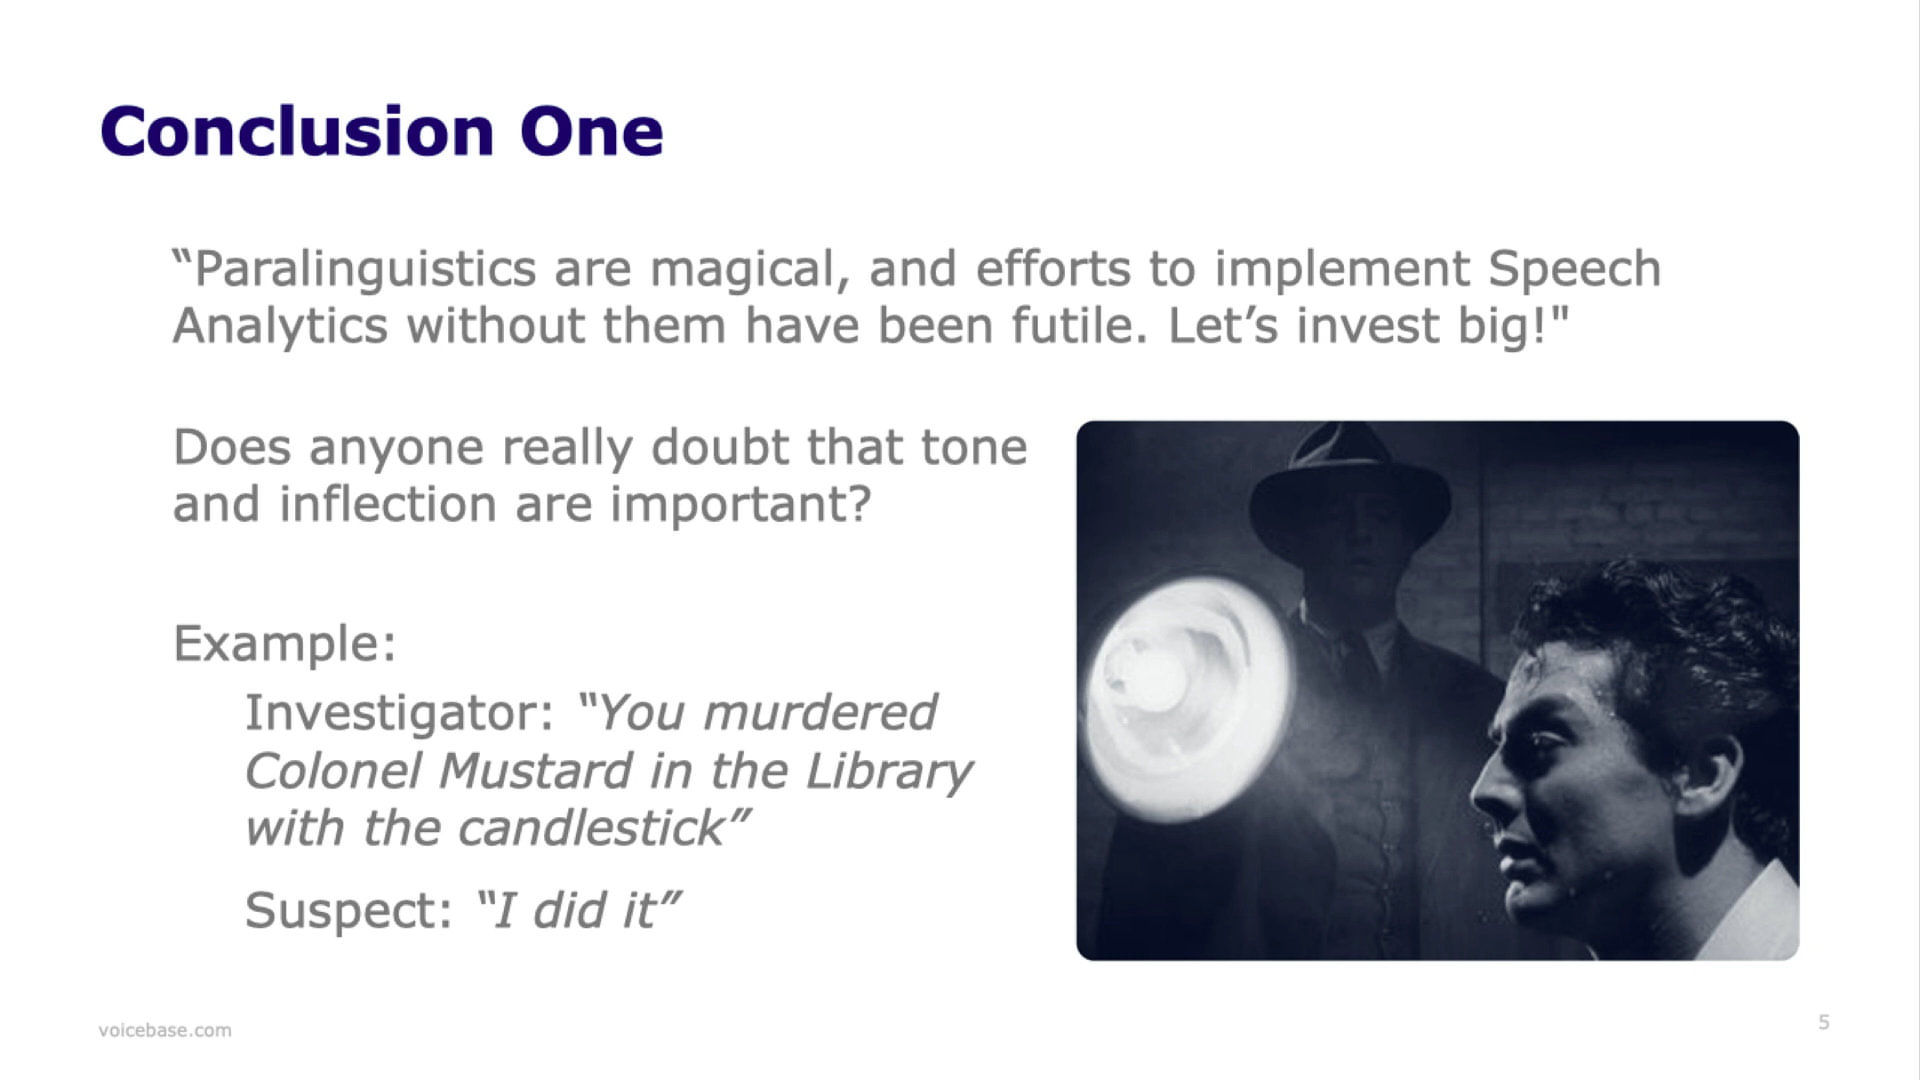 Conclusion One
“Paralinguistics are magical, and efforts to implement Speech
Analytics without them have been futile. Let’s invest big!"
Does anyone really doubt that tone
and inflection are important?
Example:
Investigator: “You murdered
Colonel Mustard in the Library
with the candlestick”
Suspect: “I did it”
voicebase.com
5